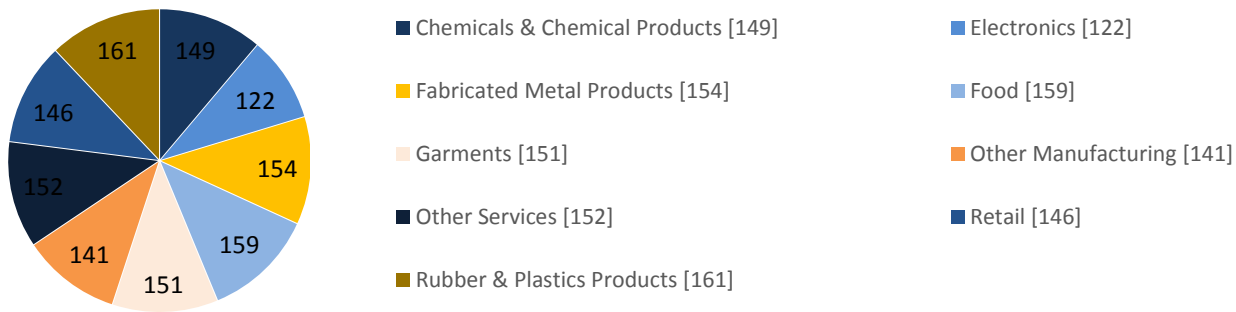 149
122
154
159
151
141
152
146
161
Chemicals & Chemical Products [149]
Electronics [122]
Fabricated Metal Products [154]
Food [159]
Garments [151]
Other Manufacturing [141]
Other Services [152]
Retail [146]
Rubber & Plastics Products [161]